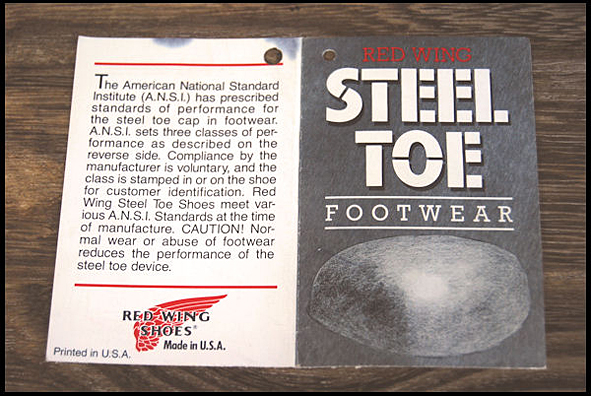 The American National Standard
Institute (A.N.S.I.) has prescribed
standards of performance for
the steel toe cap in footwear.
A.N.S.I. sets three classes of per-
formance as described on the
reverse side. Compliance by the
manufacturer is voluntary, and the
class is stamped in or on the shoe
for customer identification. Red
Wing Steel Toe Shoes meet var-
ious A.N.S.I. Standards at the time
of manufacture. CAUTION! Nor-
mal wear or abuse of footwear
reduces the performance of the
steel toe device.
RED WING
SHOES®
Made in U.S.A.
Printed in U.S.A.
RED WING
STEEL
TOE
FOOTWEAR